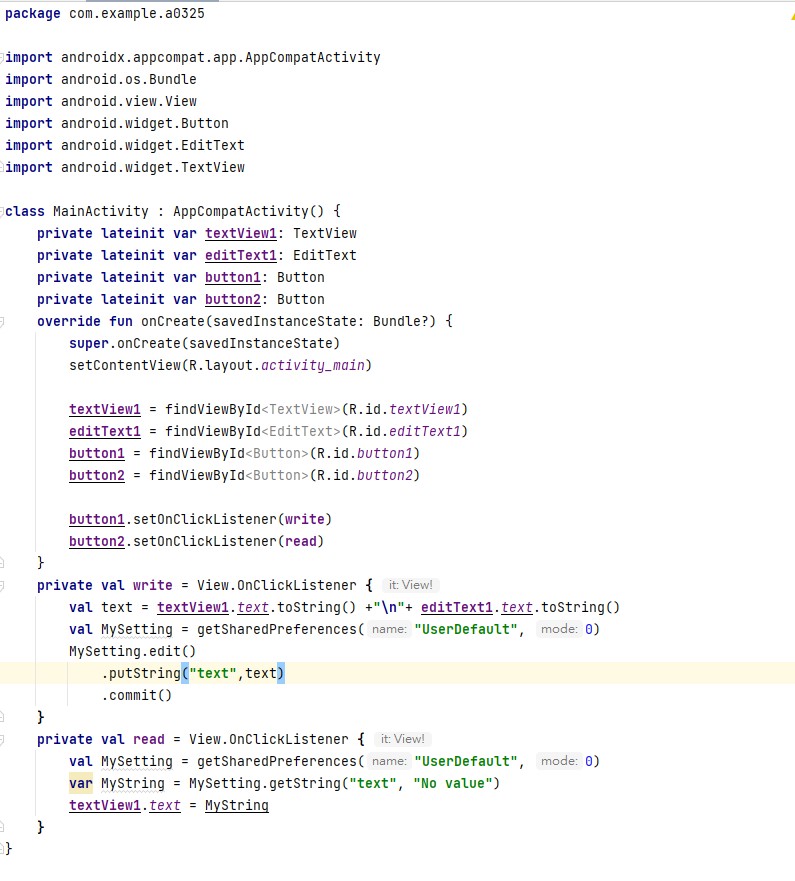 package com.example.a0325
import androidx.appcompat.app.AppCompatActivity
import android.os.Bundle
import android.view.View
import android.widget.Button
import android.widget.EditText
import android.widget.TextView
class MainActivity : AppCompatActivity() {
    private lateinit var textView1: TextView
    private lateinit var editText1: EditText
    private lateinit var button1: Button
    private lateinit var button2: Button
    override fun onCreate(savedInstanceState: Bundle?) {
        super.onCreate(savedInstanceState)
        setContentView(R.layout.activity_main)
        textView1 = findViewById<TextView>(R.id.textView1)
        editText1 = findViewById<EditText>(R.id.editText1)
        button1 = findViewById<Button>(R.id.button1)
        button2 = findViewById<Button>(R.id.button2)
        button1.setOnClickListener(write)
        button2.setOnClickListener(read)
    }
    private val write = View.OnClickListener { it: View!
        val text = textView1.text.toString() +"\n"+ editText1.text.toString()
        val MySetting = getSharedPreferences( name: "UserDefault", mode: 0)
        MySetting.edit()
            .putString("text",text)
            .commit()
    }
    private val read = View.OnClickListener { it: View!
        val MySetting = getSharedPreferences( name: "UserDefault", mode: 0)
        var MyString = MySetting.getString("text", "No value")
        textView1.text = MyString
    }
}